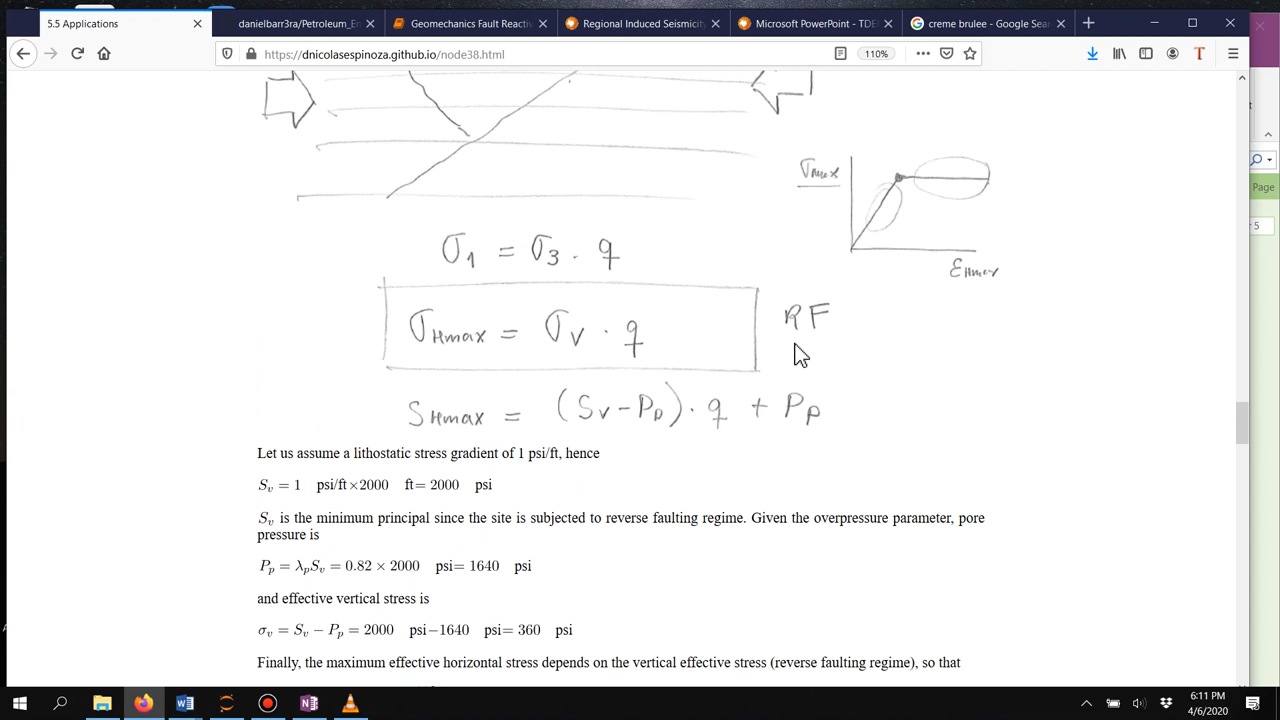 5.5 Applications
danielbarr3ra/Petroleum_En
Geomechanics Fault Reactiv
Regional Induced Seismicity
Microsoft PowerPoint - TDE
creme brulee - Google Sea
https://dnicolasespinoza.github.io/node38.html
110%
σHmax
εHmax
σ1 = σ3 · q
σHmax = σv · q
RF
SHmax = (Sv - Pp) · q + Pp
Let us assume a lithostatic stress gradient of 1 psi/ft, hence
Sv = 1 psi/ft×2000 ft= 2000 psi
Sv is the minimum principal since the site is subjected to reverse faulting regime. Given the overpressure parameter, pore
pressure is
Pp = λpSv = 0.82 × 2000 psi= 1640 psi
and effective vertical stress is
σv = Sv − Pp = 2000 psi−1640 psi= 360 psi
Finally, the maximum effective horizontal stress depends on the vertical effective stress (reverse faulting regime), so that
Page
6:11 PM
4/6/2020